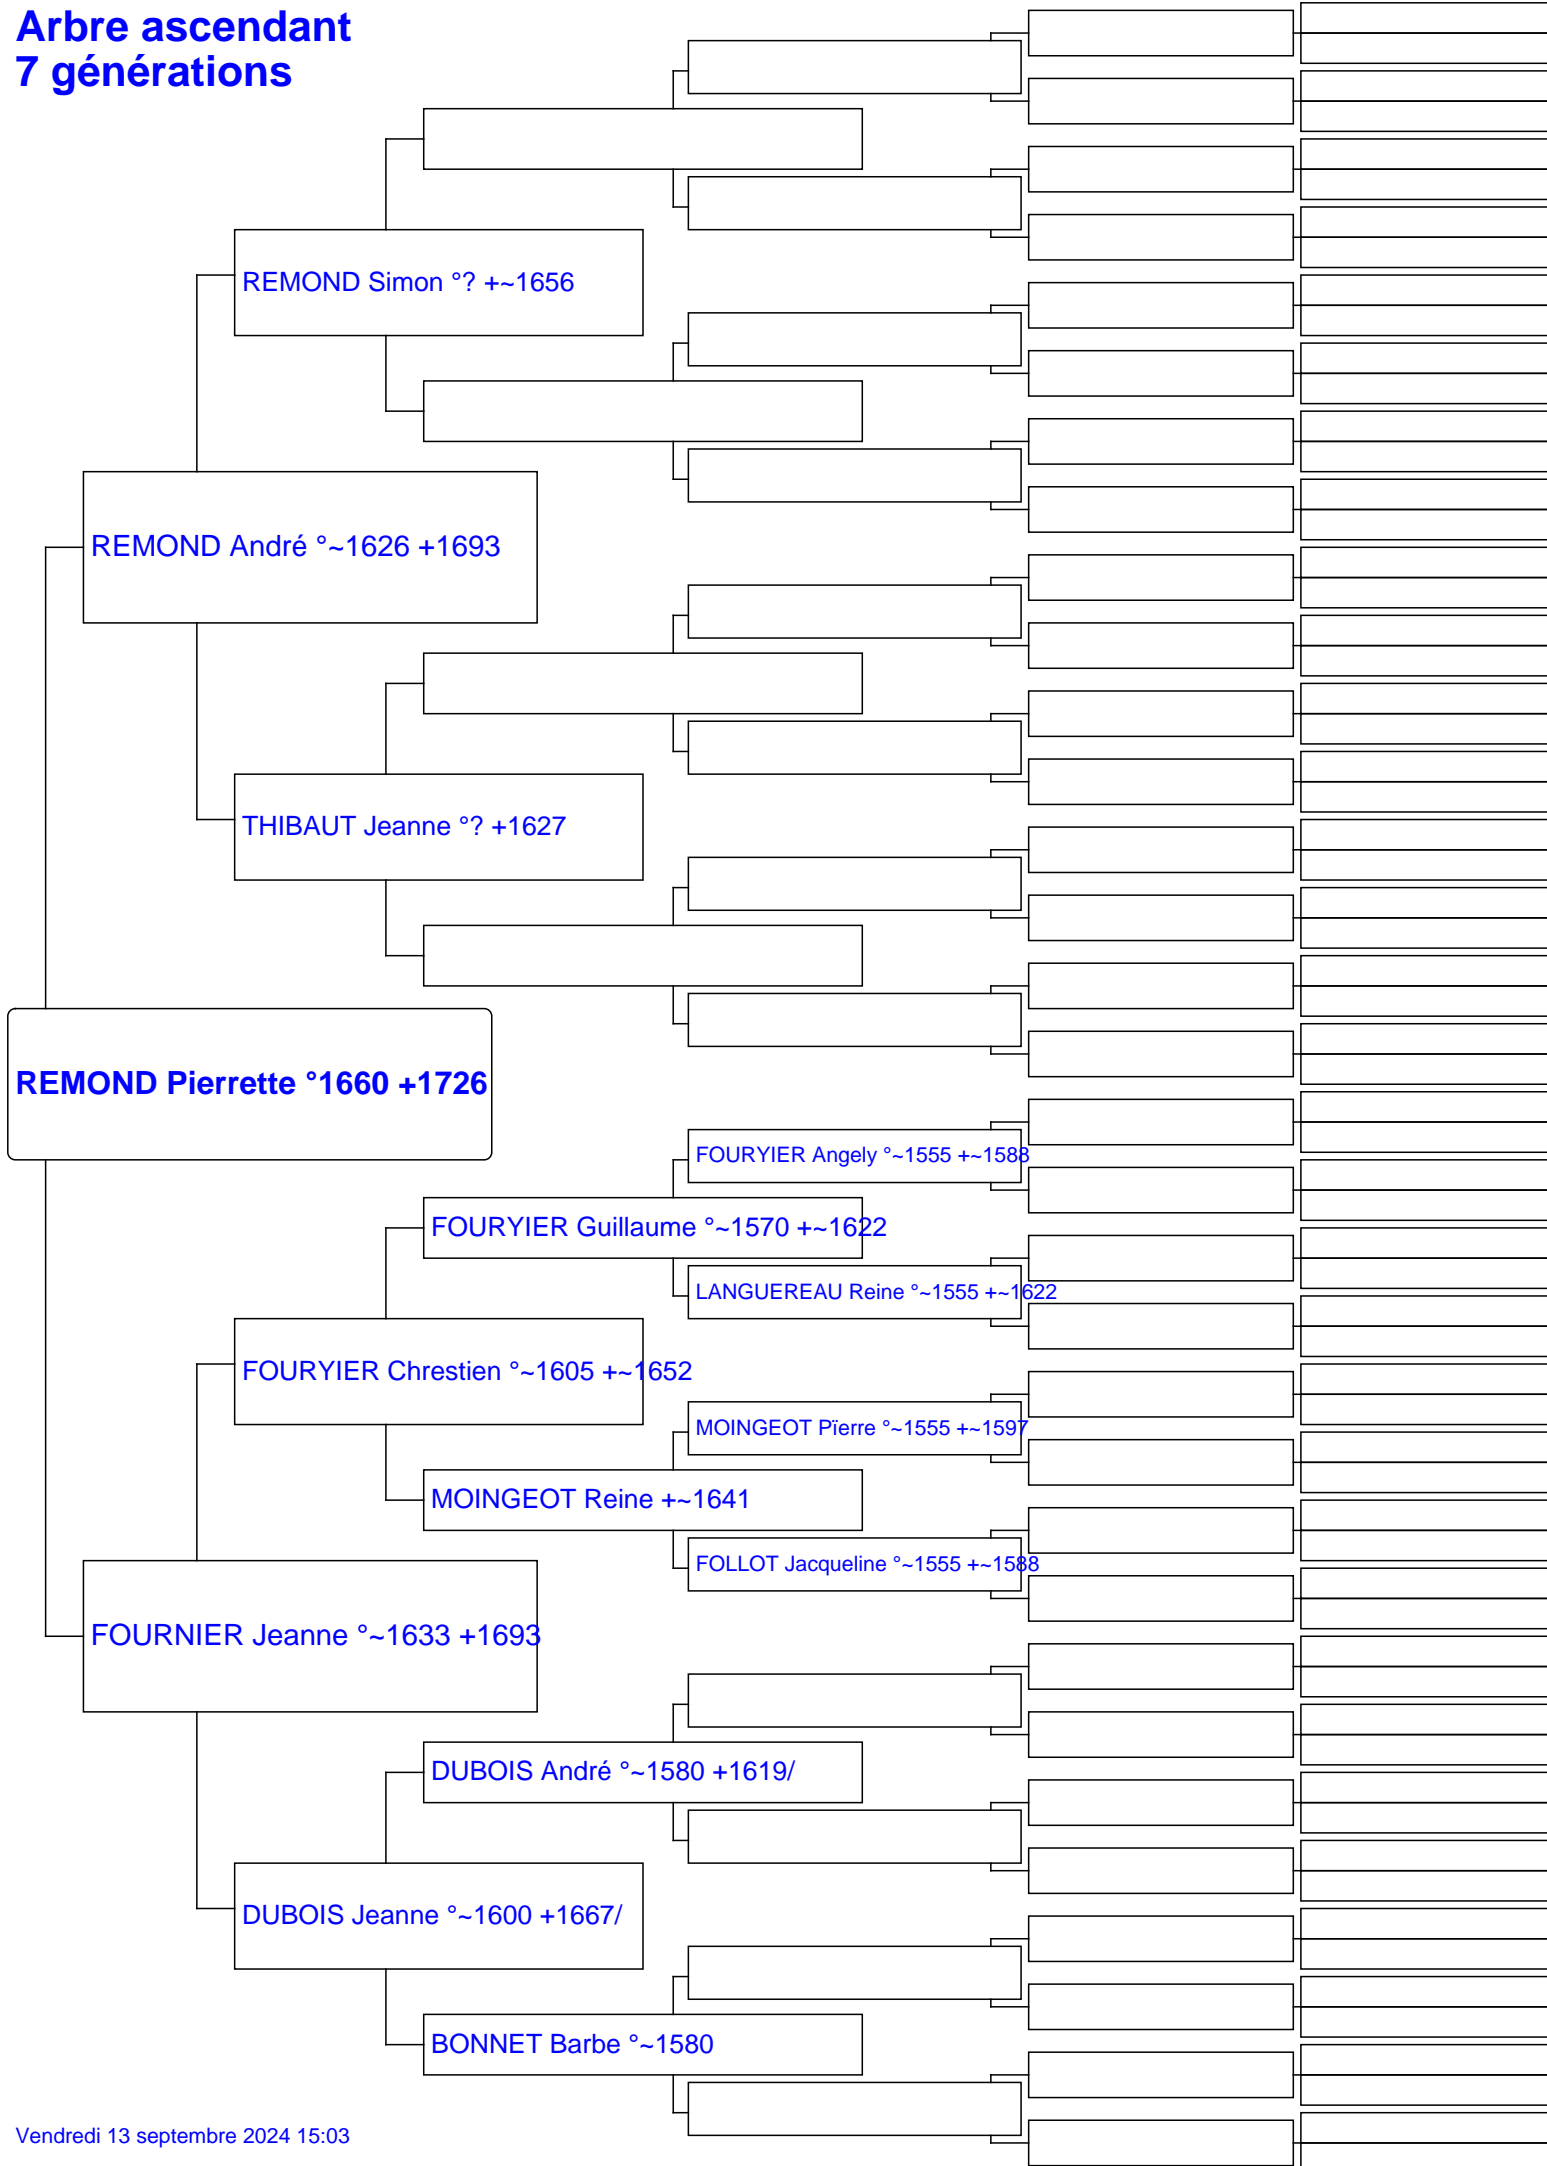 Arbre ascendant
7 générations
REMOND Simon °? +~1656
REMOND André °~1626 +1693
THIBAUT Jeanne °? +1627
REMOND Pierrette °1660 +1726
FOURYIER Angely °~1555 +~1588
FOURYIER Guillaume °~1570 +~1622
LANGUEREAU Reine °~1555 +~1622
FOURYIER Chrestien °~1605 +~1652
MOINGEOT Pïerre °~1555 +~1597
MOINGEOT Reine +~1641
FOLLOT Jacqueline °~1555 +~1588
FOURNIER Jeanne °~1633 +1693
DUBOIS André °~1580 +1619/
DUBOIS Jeanne °~1600 +1667/
BONNET Barbe °~1580
Vendredi 13 septembre 2024 15:03